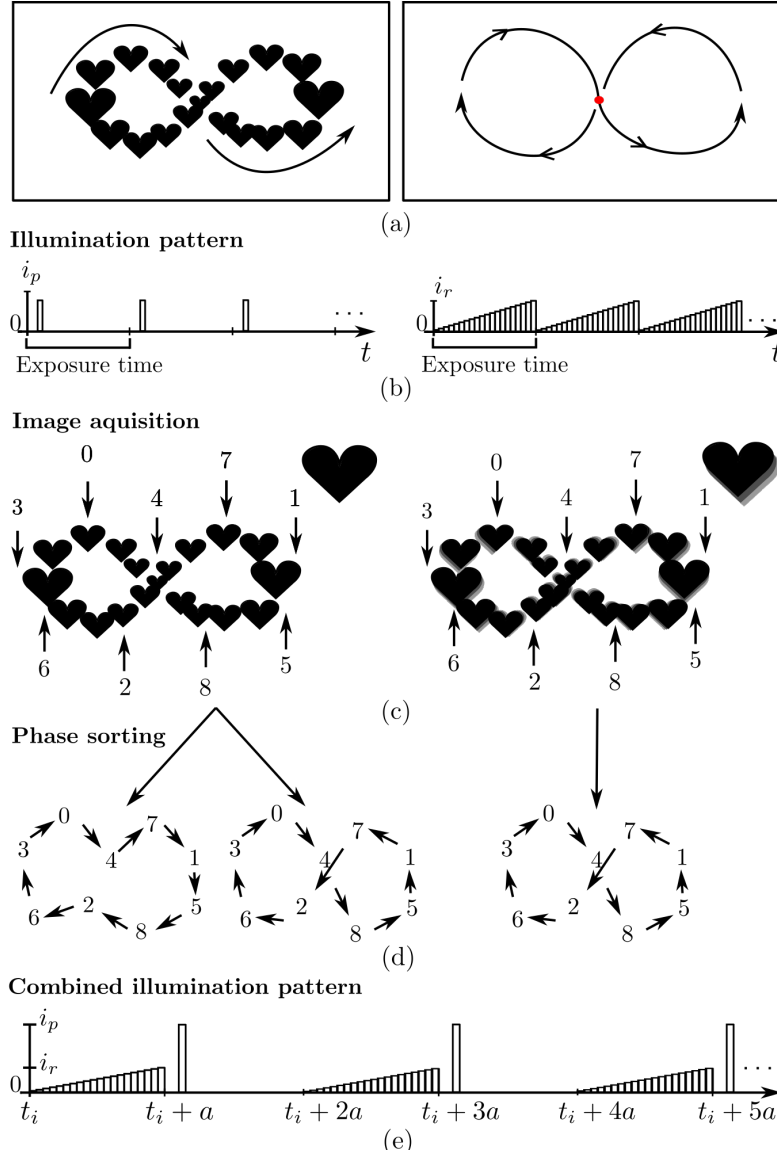 (a)
Illumination pattern
i_p i_r
0 ... t 0 ... t
Exposure time Exposure time
(b)
Image aquisition
0 7 0 7
3 4 1 3 4 1
6 2 8 5 6 2 8 5
(c)
Phase sorting
0 7 0 7 0 7
3 4 1 3 4 1 3 4 1
6 2 8 5 6 2 8 5 6 2 8 5
(d)
Combined illumination pattern
i_p
i_r
0 ...
t_i t_i + a t_i + 2a t_i + 3a t_i + 4a t_i + 5a
(e)